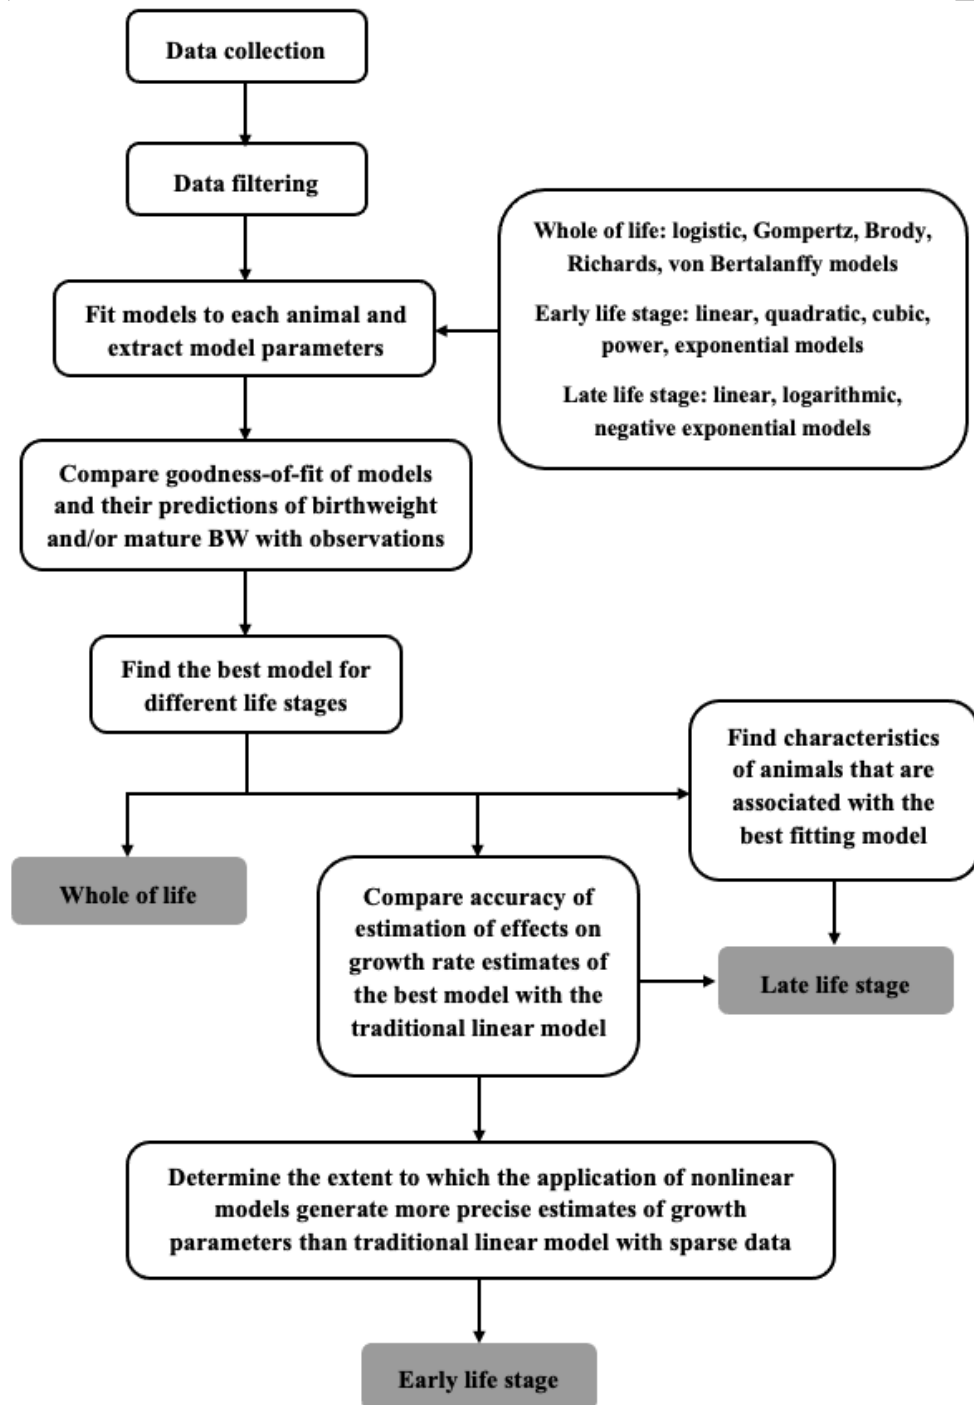 Data collection
Data filtering
Whole of life: logistic, Gompertz, Brody,
Richards, von Bertalanffy models
Early life stage: linear, quadratic, cubic,
power, exponential models
Late life stage: linear, logarithmic,
negative exponential models
Fit models to each animal and
extract model parameters
Compare goodness-of-fit of models
and their predictions of birthweight
and/or mature BW with observations
Find the best model for
different life stages
Find characteristics
of animals that are
associated with the
best fitting model
Whole of life
Compare accuracy of
estimation of effects on
growth rate estimates of
the best model with the
traditional linear model
Late life stage
Determine the extent to which the application of nonlinear
models generate more precise estimates of growth
parameters than traditional linear model with sparse data
Early life stage